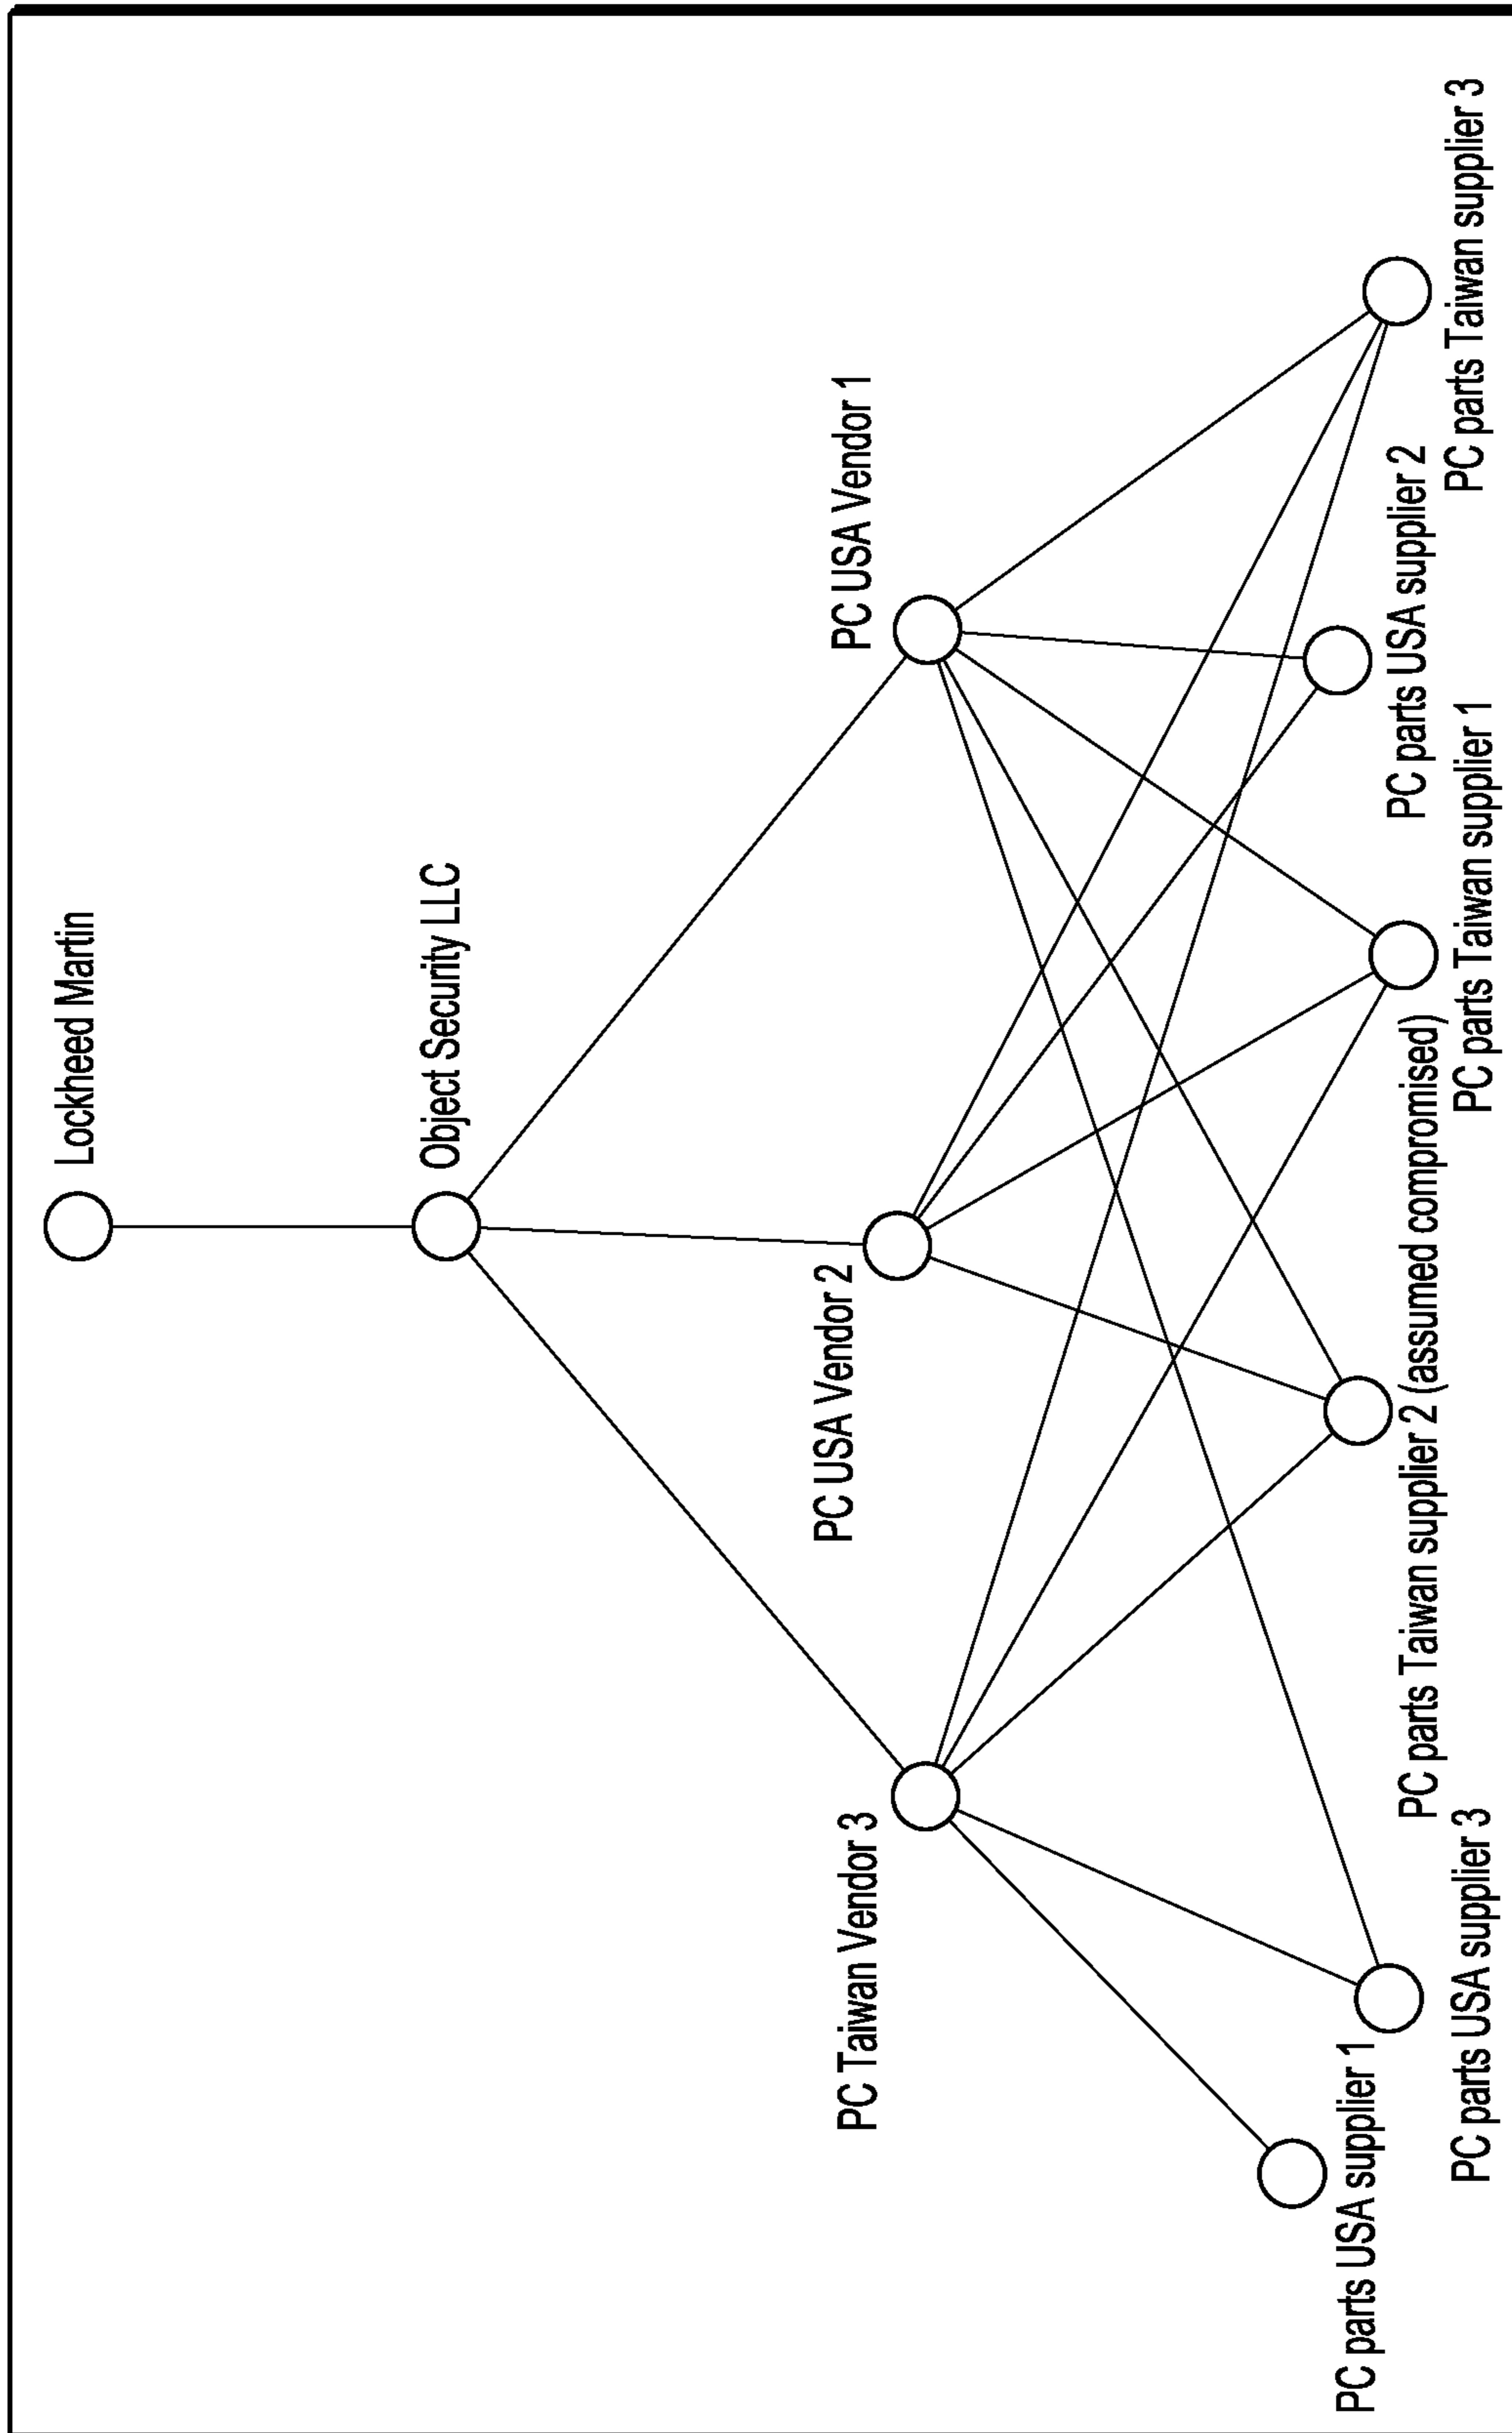 Lockheed Martin
Object Security LLC
PC Taiwan Vendor 3
PC USA Vendor 2
PC USA Vendor 1
PC parts USA supplier 1
PC parts USA supplier 3
PC parts Taiwan supplier 2 (assumed compromised)
PC parts Taiwan supplier 1
PC parts USA supplier 2
PC parts Taiwan supplier 3